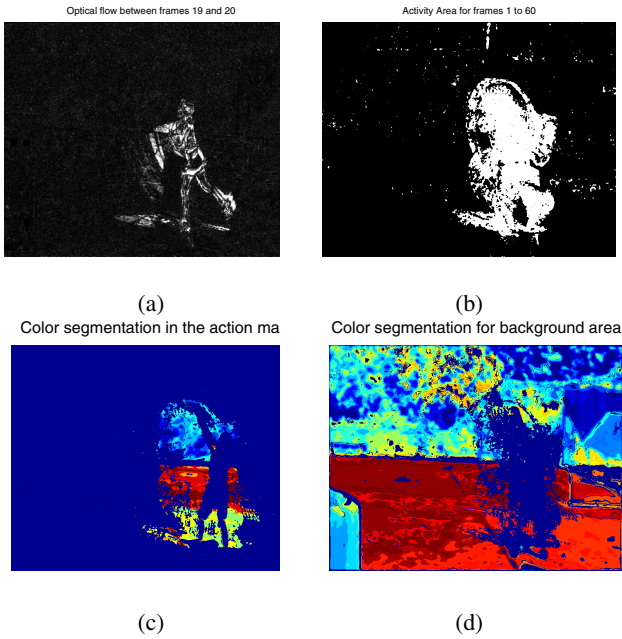 Optical flow between frames 19 and 20
Activity Area for frames 1 to 60
(a)
(b)
Color segmentation in the action ma
Color segmentation for background area
(c)
(d)